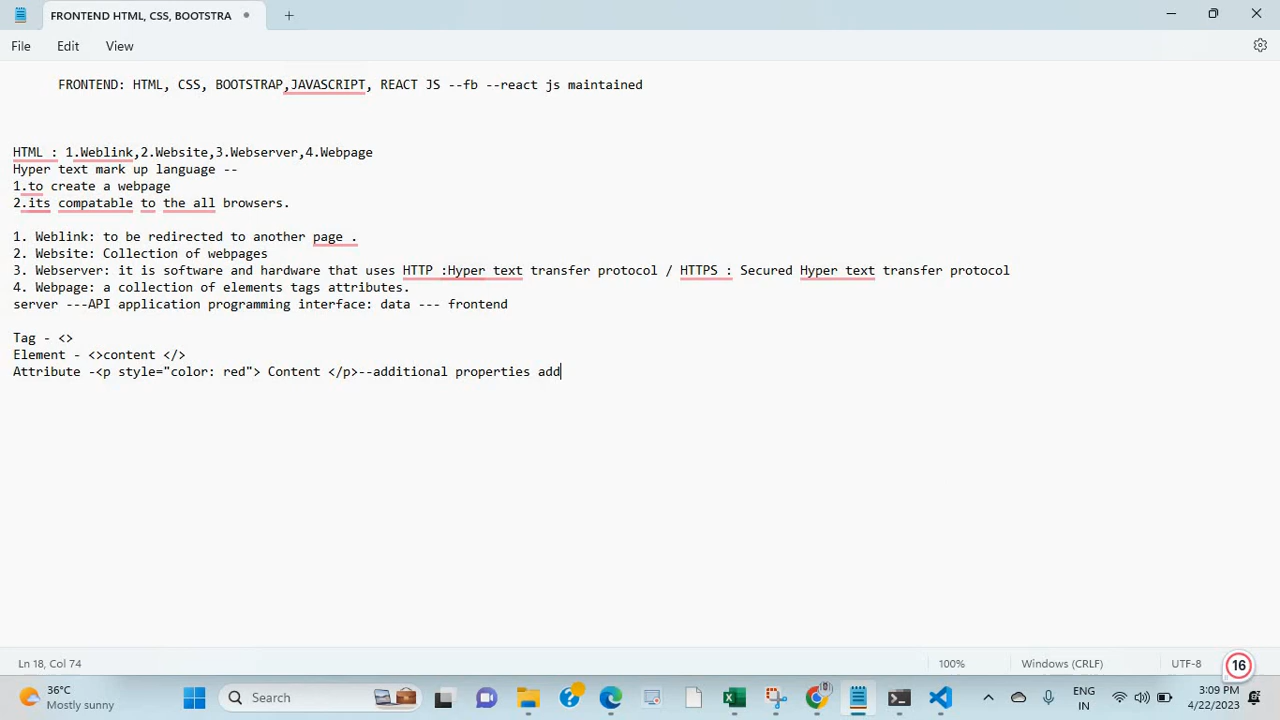 FRONTEND HTML, CSS, BOOTSTRA
File Edit View
FRONTEND: HTML, CSS, BOOTSTRAP,JAVASCRIPT, REACT JS --fb --react js maintained
HTML : 1.Weblink,2.Website,3.Webserver,4.Webpage
Hyper text mark up language --
1.to create a webpage
2.its compatable to the all browsers.
1. Weblink: to be redirected to another page .
2. Website: Collection of webpages
3. Webserver: it is software and hardware that uses HTTP :Hyper text transfer protocol / HTTPS : Secured Hyper text transfer protocol
4. Webpage: a collection of elements tags attributes.
server ---API application programming interface: data --- frontend
Tag - <>
Element - <>content </>
Attribute -<p style="color: red"> Content </p>--additional properties add
Ln 18, Col 74 100% Windows (CRLF) UTF-8 16
36°C
Mostly sunny
Search
ENG
IN
3:09 PM
4/22/2023